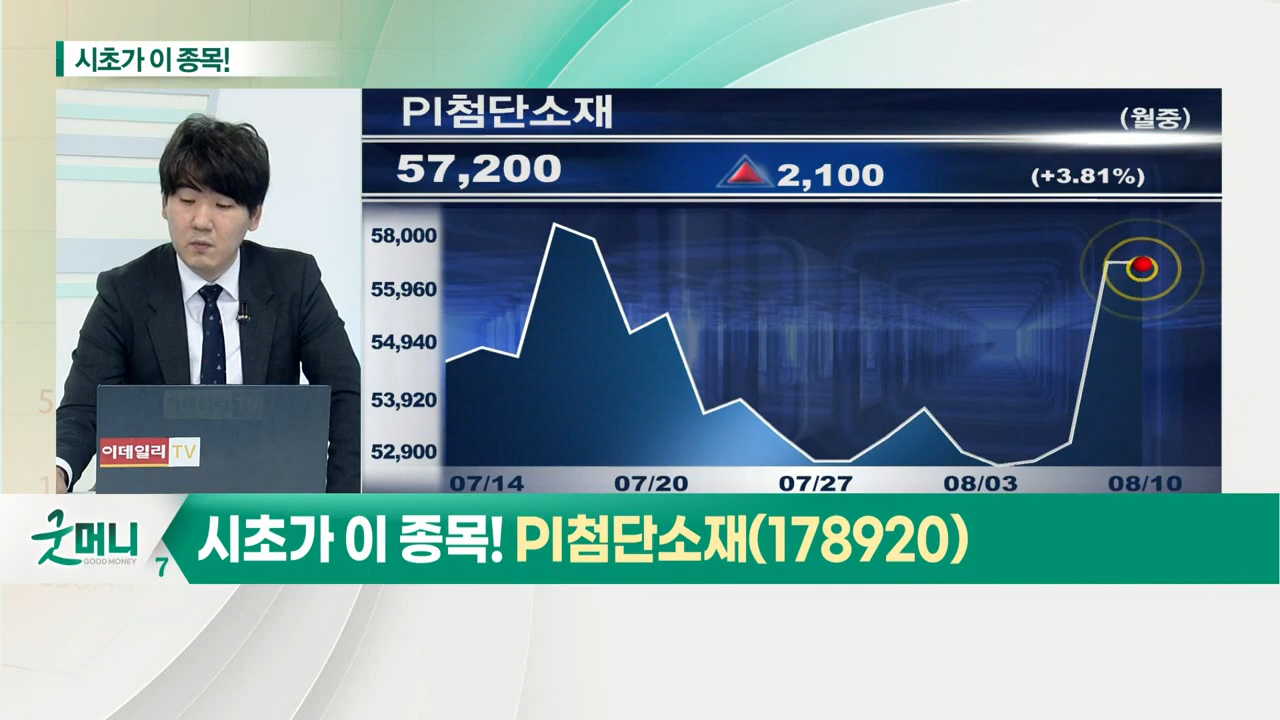 시초가 이 종목!
PI첨단소재
(월중)
57,200
2,100
(+3.81%)
58,000
55,960
54,940
53,920
52,900
07/14
07/20
07/27
08/03
08/10
이데일리TV
굿머니
GOOD MONEY
7
시초가 이 종목! PI첨단소재(178920)